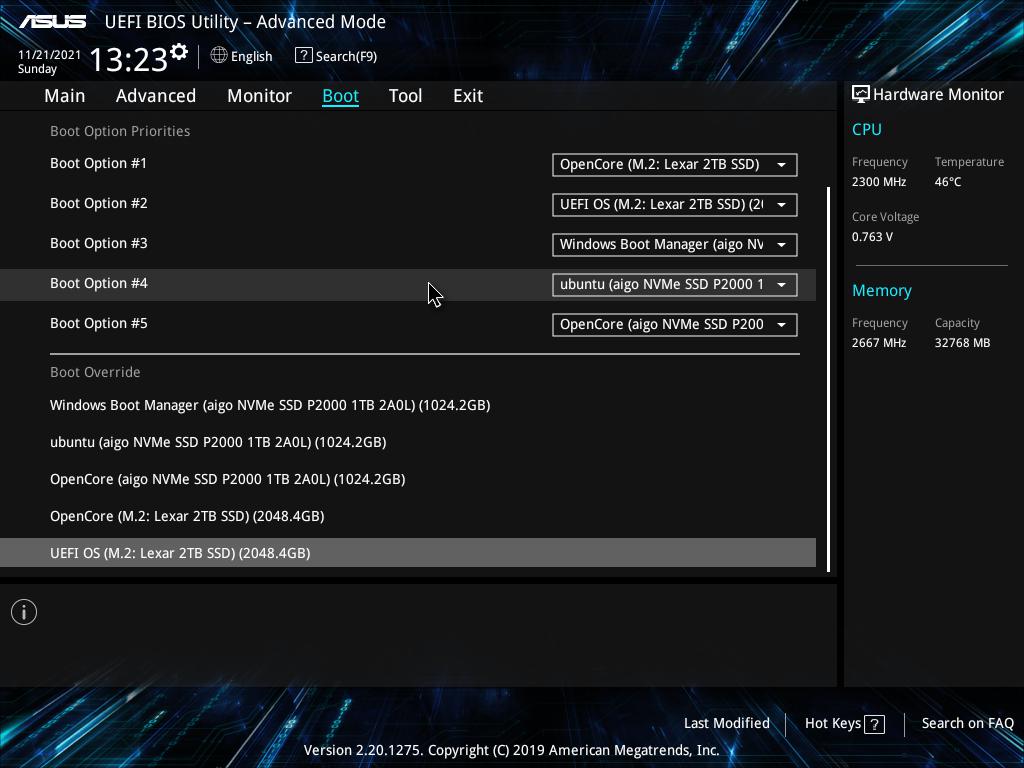 ASUS UEFI BIOS Utility – Advanced Mode
11/21/2021
Sunday
13:23
English
? Search(F9)
Main Advanced Monitor Boot Tool Exit
Boot Option Priorities
Boot Option #1 OpenCore (M.2: Lexar 2TB SSD)
Boot Option #2 UEFI OS (M.2: Lexar 2TB SSD)
Boot Option #3 Windows Boot Manager (aigo NV
Boot Option #4 ubuntu (aigo NVMe SSD P2000 1
Boot Option #5 OpenCore (aigo NVMe SSD P200
Boot Override
Windows Boot Manager (aigo NVMe SSD P2000 1TB 2A0L) (1024.2GB)
ubuntu (aigo NVMe SSD P2000 1TB 2A0L) (1024.2GB)
OpenCore (aigo NVMe SSD P2000 1TB 2A0L) (1024.2GB)
OpenCore (M.2: Lexar 2TB SSD) (2048.4GB)
UEFI OS (M.2: Lexar 2TB SSD) (2048.4GB)
Hardware Monitor
CPU
Frequency Temperature
2300 MHz 46°C
Core Voltage
0.763 V
Memory
Frequency Capacity
2667 MHz 32768 MB
Last Modified Hot Keys ? Search on FAQ
Version 2.20.1275. Copyright (C) 2019 American Megatrends, Inc.